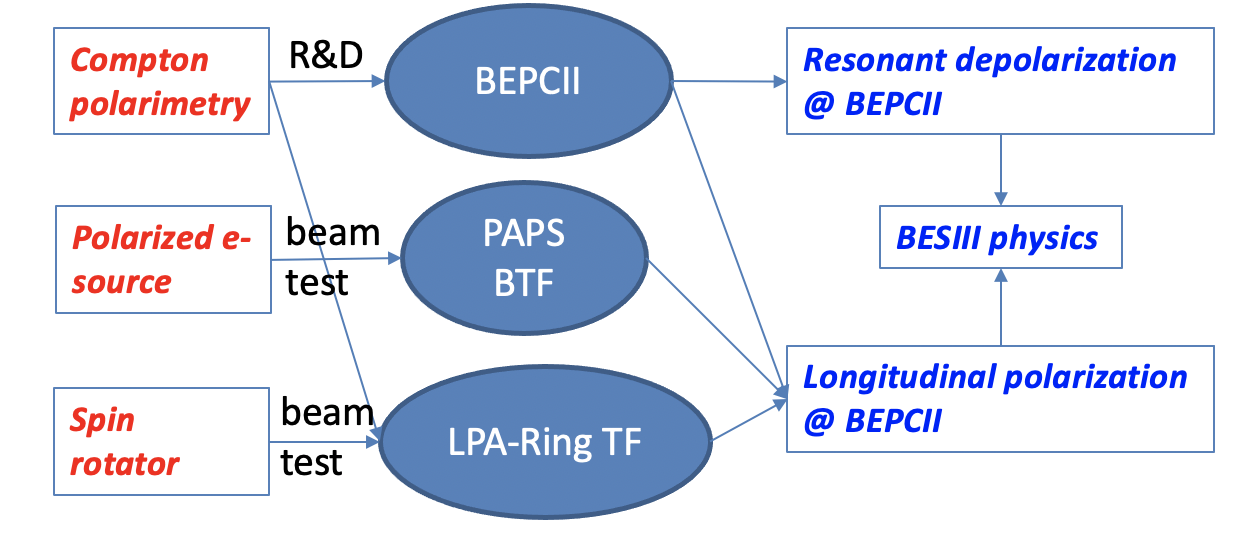 Compton
polarimetry
R&D
BEPCII
Resonant depolarization
@ BEPCII
Polarized e-
source
beam
test
PAPS
BTF
BESIII physics
Spin
rotator
beam
test
LPA-Ring TF
Longitudinal polarization
@ BEPCII